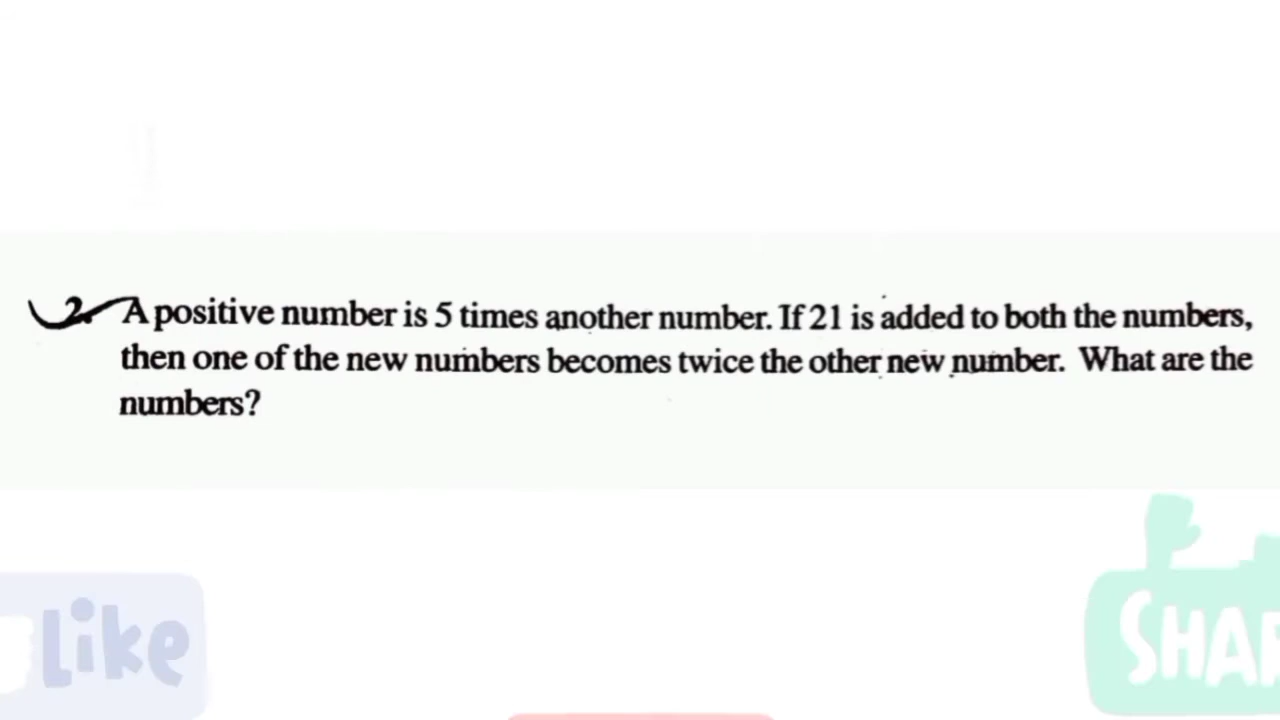 2. A positive number is 5 times another number. If 21 is added to both the numbers,
then one of the new numbers becomes twice the other new number. What are the
numbers?
Like
SHAR